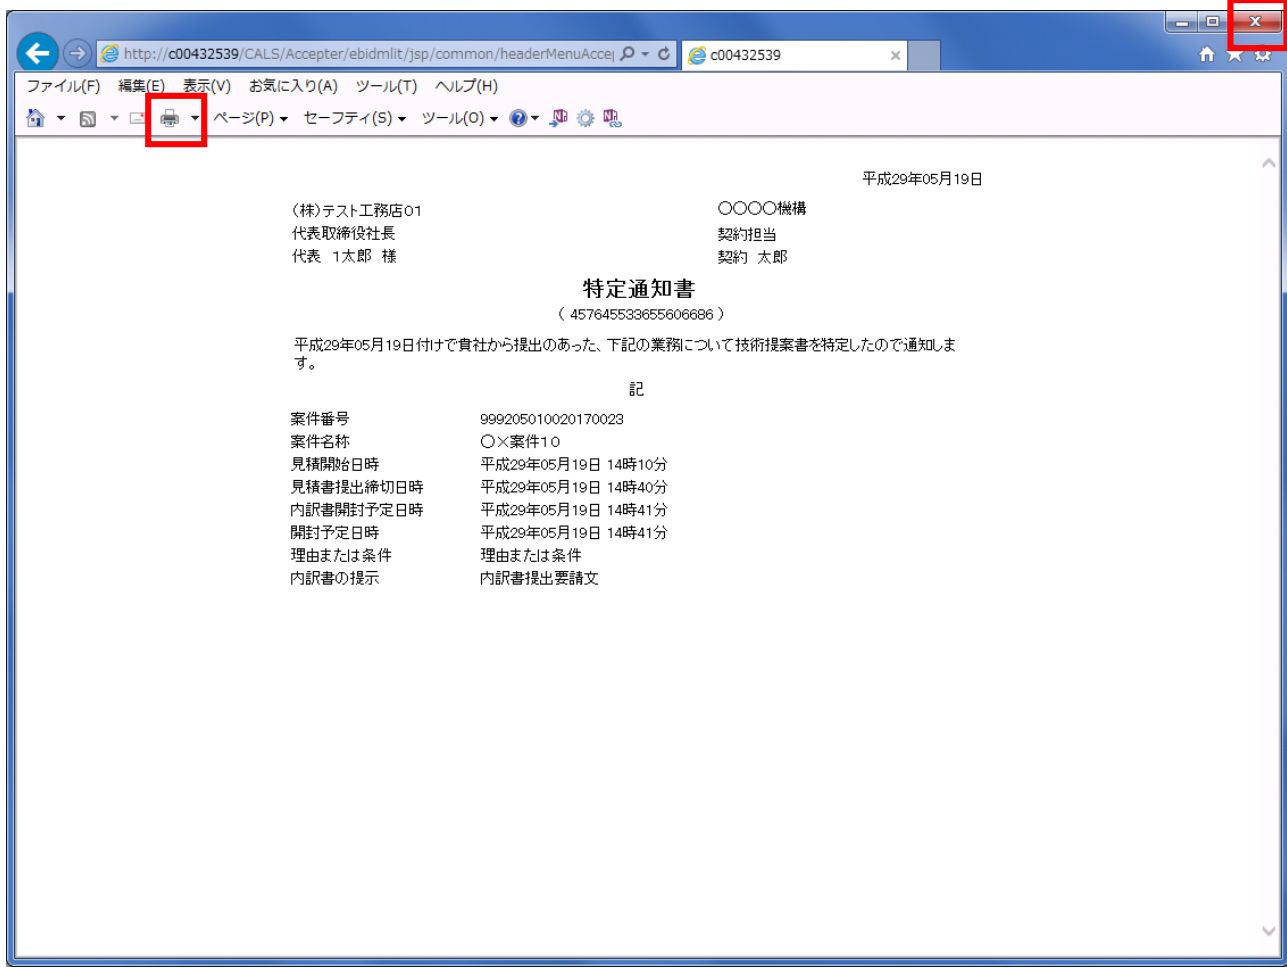 http://c00432539/CALS/Accepter/ebidmlit/jsp/common/headerMenuAccep
c00432539
ファイル(F) 編集(E) 表示(V) お気に入り(A) ツール(T) ヘルプ(H)
ページ(P) セーフティ(S) ツール(O)
平成29年05月19日
(株)テスト工務店01
〇〇〇〇機構
代表取締役社長
契約担当
代表 1太郎 様
契約 太郎
特定通知書
( 457645533655606686 )
平成29年05月19日付けで貴社から提出のあった、下記の業務について技術提案書を特定したので通知しま
す。
記
案件番号 999205010020170023
案件名称 〇×案件10
見積開始日時 平成29年05月19日 14時10分
見積書提出締切日時 平成29年05月19日 14時40分
内訳書開封予定日時 平成29年05月19日 14時41分
開封予定日時 平成29年05月19日 14時41分
理由または条件 理由または条件
内訳書の提示 内訳書提出要請文